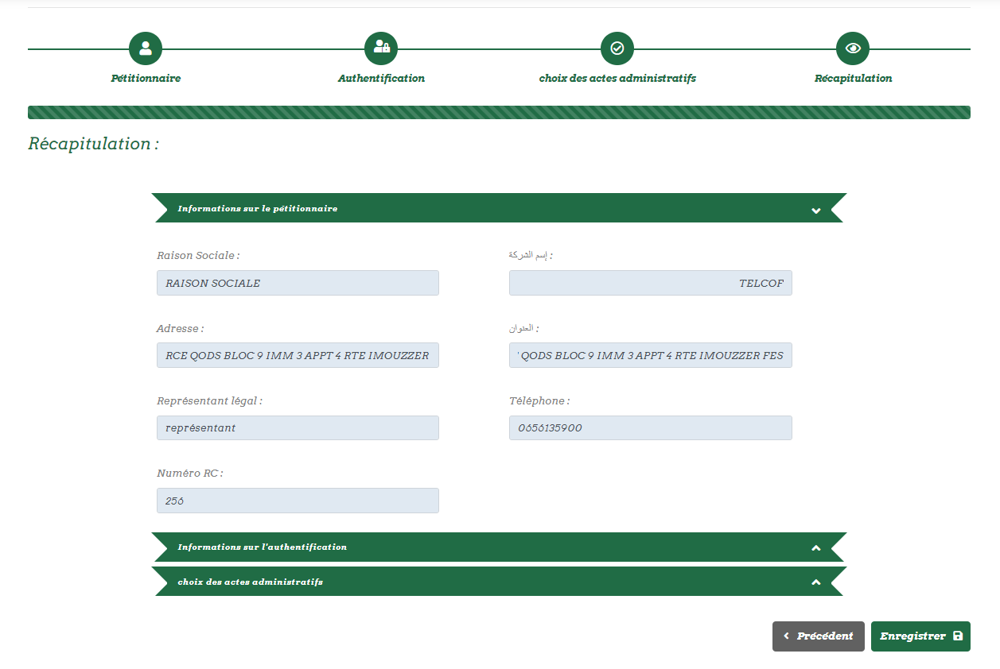 Pétitionnaire
Authentification
choix des actes administratifs
Récapitulation
Récapitulation :
Informations sur le pétitionnaire
Raison Sociale :
إسم الشركة :
RAISON SOCIALE
TELCOF
Adresse :
العنوان :
RCE QODS BLOC 9 IMM 3 APPT 4 RTE IMOUZZER
QODS BLOC 9 IMM 3 APPT 4 RTE IMOUZZER FES
Représentant légal :
Téléphone :
représentant
0656135900
Numéro RC :
256
Informations sur l'authentification
choix des actes administratifs
Précédent
Enregistrer